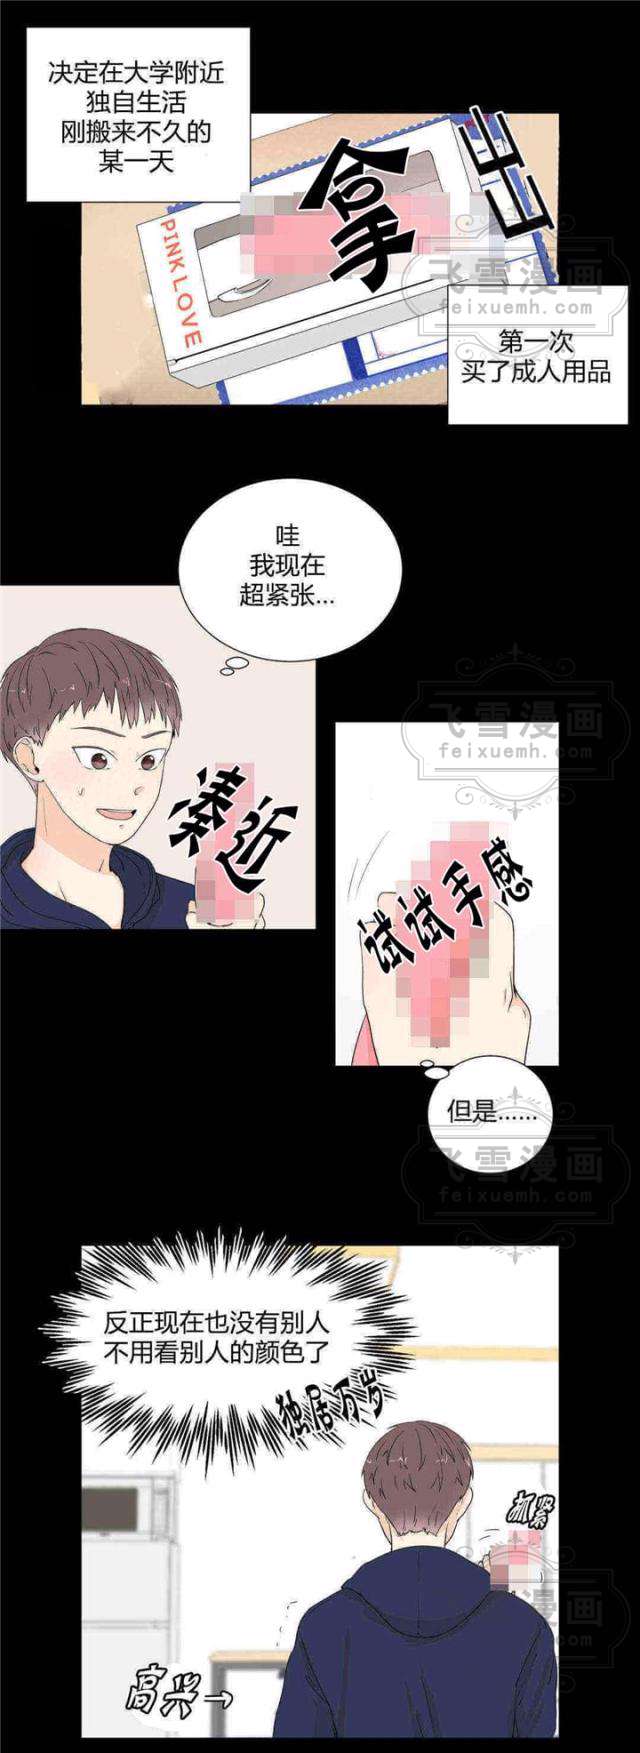 决定在大学附近
独自生活
刚搬来不久的
某一天
拿出
PINK LOVE
飞雪漫画
feixuemh.com
第一次
买了成人用品
哇
我现在
超紧张...
凑近
飞雪漫画
feixuemh.com
试试手感
但是......
飞雪漫画
feixuemh.com
反正现在也没有别人
不用看别人的颜色了
独居万岁
抓紧
飞雪漫画
feixuemh.com
高兴→